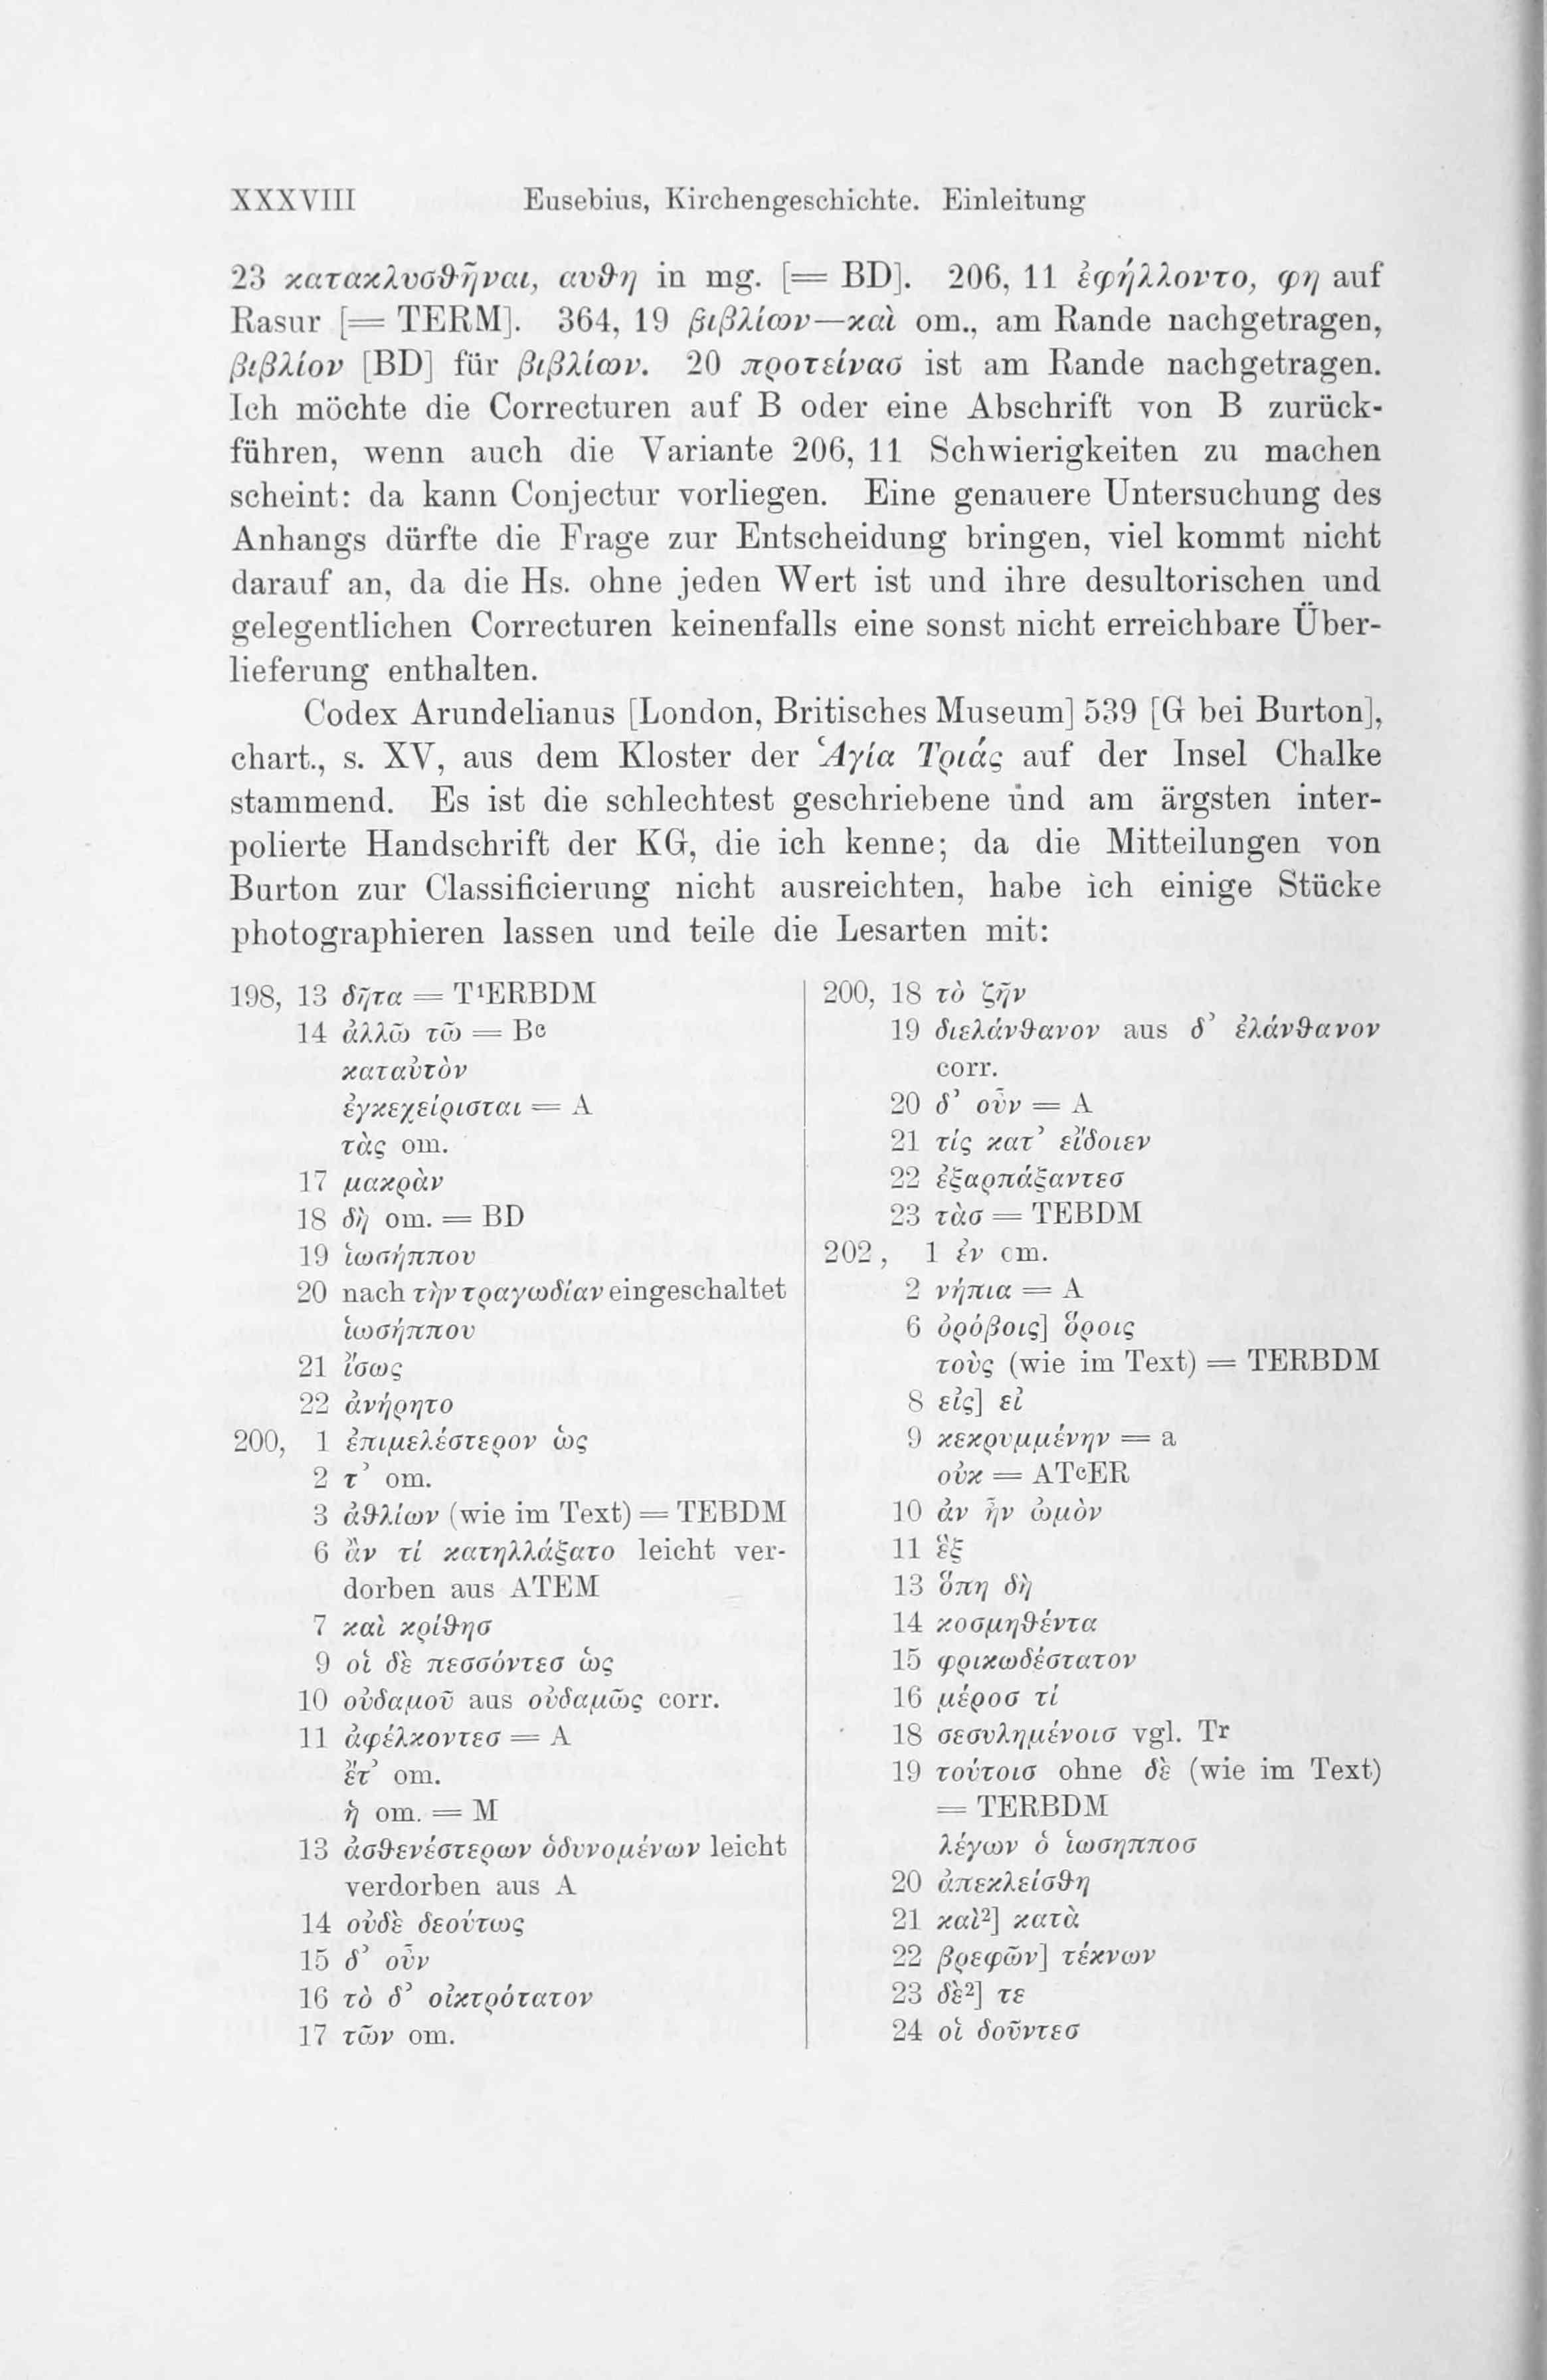 XXXVIII Eusebius, Kirchengeschichte. Einleitung
23 κατακλυσθῆναι, αυθη in mg. [= BD]. 206, 11 ἐφήλλοντο, φη auf
Rasur [= TERM]. 364, 19 βιβλίων—καὶ om., am Rande nachgetragen,
βιβλίον [BD] für βιβλίων. 20 προτείνασ ist am Rande nachgetragen.
Ich möchte die Correcturen auf B oder eine Abschrift von B zurück-
führen, wenn auch die Variante 206, 11 Schwierigkeiten zu machen
scheint: da kann Conjectur vorliegen. Eine genauere Untersuchung des
Anhangs dürfte die Frage zur Entscheidung bringen, viel kommt nicht
darauf an, da die Hs. ohne jeden Wert ist und ihre desultorischen und
gelegentlichen Correcturen keinenfalls eine sonst nicht erreichbare Über-
lieferung enthalten.
Codex Arundelianus [London, Britisches Museum] 539 [G bei Burton],
chart., s. XV, aus dem Kloster der Ἁγία Τριάς auf der Insel Chalke
stammend. Es ist die schlechtest geschriebene und am ärgsten inter-
polierte Handschrift der KG, die ich kenne; da die Mitteilungen von
Burton zur Classificierung nicht ausreichten, habe ich einige Stücke
photographieren lassen und teile die Lesarten mit:
198, 13 δῆτα = T¹ERBDM
14 ἀλλῶ τῶ = Bᶜ
καταὐτὸν
ἐγκεχείρισται = A
τὰς om.
17 μακρὰν
18 δὴ om. = BD
19 ἰωσήππου
20 nach τὴν τραγωδίαν eingeschaltet
ἰωσήππου
21 ἴσως
22 ἀνήρητο
200, 1 ἐπιμελέστερον ὡς
2 τ’ om.
3 ἀθλίων (wie im Text) = TEBDM
6 ἂν τί κατηλλάξατο leicht ver-
dorben aus ATEM
7 καὶ κρίθησ
9 οἱ δὲ πεσσόντεσ ὡς
10 οὐδαμοῦ aus οὐδαμῶς corr.
11 ἀφέλκοντεσ = A
ἔτ’ om.
ἡ om. = M
13 ἀσθενέστερων ὀδυνομένων leicht
verdorben aus A
14 οὐδὲ δεούτως
15 δ’ οὖν
16 τὸ δ’ οἰκτρότατον
17 τῶν om.
200, 18 τὸ ζῆν
19 διελάνθανον aus δ’ ἐλάνθανον
corr.
20 δ’ οὖν = A
21 τίς κατ’ εἴδοιεν
22 ἐξαρπάξαντεσ
23 τὰσ = TEBDM
202, 1 ἐν om.
2 νήπια = A
6 ὀρόβοις] ὅροις
τοὺς (wie im Text) = TERBDM
8 εἰς] εἰ
9 κεκρυμμένην = a
οὐκ = ATᶜER
10 ἀν ἦν ὠμὸν
11 ἓξ
13 ὅπη δὴ
14 κοσμηθέντα
15 φρικωδέστατον
16 μέροσ τί
18 σεσυλημένοισ vgl. Tʳ
19 τούτοισ ohne δὲ (wie im Text)
= TERBDM
λέγων ὁ ἰωσηπποσ
20 ἀπεκλείσθη
21 καὶ²] κατὰ
22 βρεφῶν] τέκνων
23 δὲ²] τε
24 οἱ δοῦντεσ